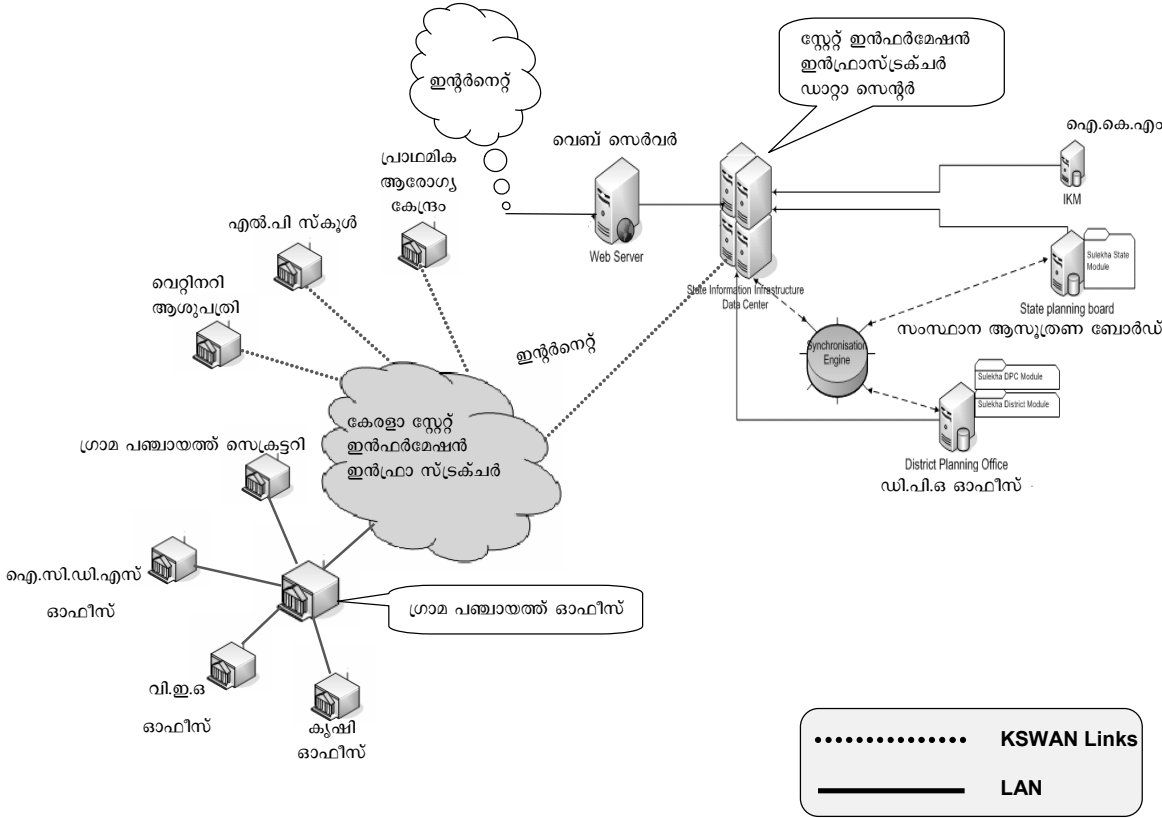 ഇന്റർനെറ്റ്
സ്റ്റേറ്റ് ഇൻഫർമേഷൻ
ഇൻഫ്രാസ്ട്രക്ചർ
ഡാറ്റാ സെന്റർ
വെബ് സെർവർ
Web Server
ഐ.കെ.എം
IKM
പ്രാഥമിക
ആരോഗ്യ
കേന്ദ്രം
എൽ.പി സ്കൂൾ
വെറ്റിനറി
ആശുപത്രി
State Information Infrastructure
Data Center
Sulekha State
Module
State planning board
സംസ്ഥാന ആസൂത്രണ ബോർഡ്
ഇന്റർനെറ്റ്
Synchronisation
Engine
Sulekha DPC Module
Sulekha District Module
District Planning Office
ഡി.പി.ഒ ഓഫീസ്
കേരളാ സ്റ്റേറ്റ്
ഇൻഫർമേഷൻ
ഇൻഫ്രാ സ്ട്രക്ചർ
ഗ്രാമ പഞ്ചായത്ത് സെക്രട്ടറി
ഐ.സി.ഡി.എസ്
ഓഫീസ്
ഗ്രാമ പഞ്ചായത്ത് ഓഫീസ്
വി.ഇ.ഒ
ഓഫീസ്
കൃഷി
ഓഫീസ്
KSWAN Links
LAN